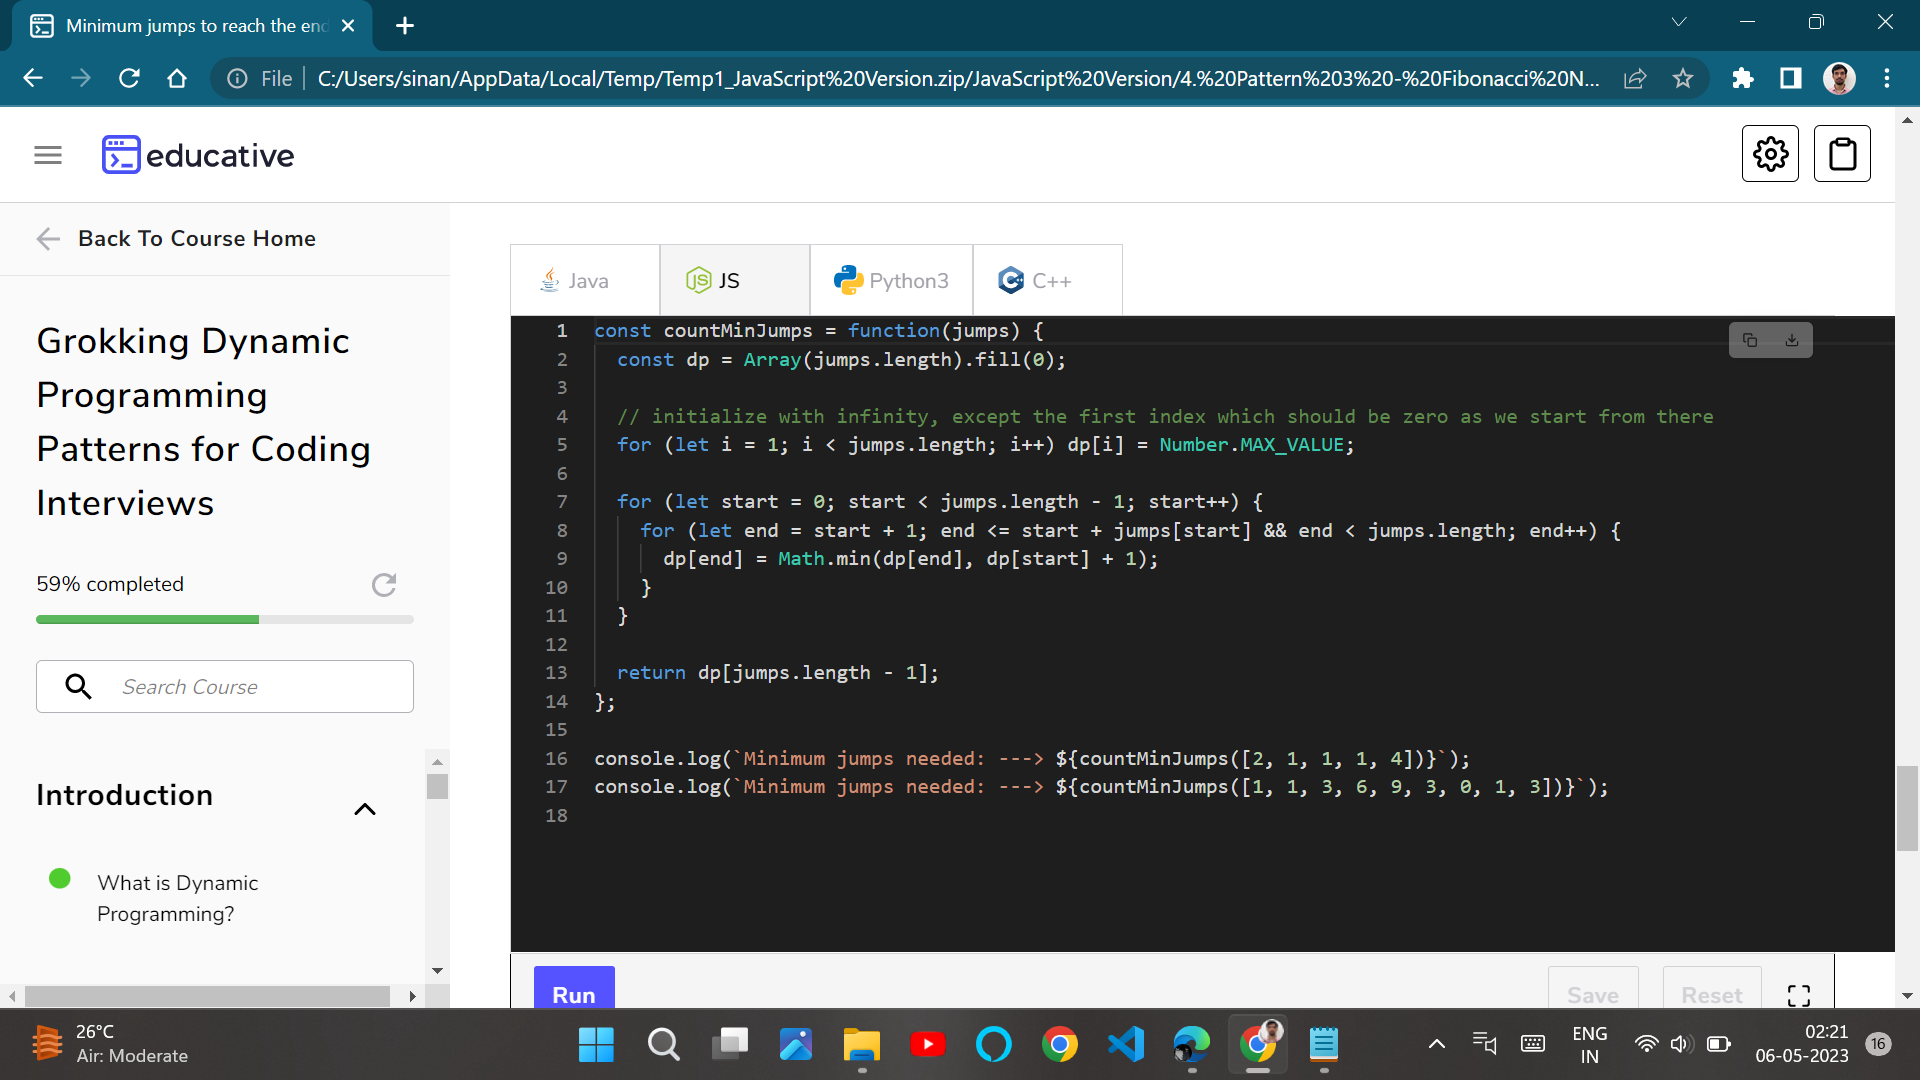 Minimum jumps to reach the end
File
C:/Users/sinan/AppData/Local/Temp/Temp1_JavaScript%20Version.zip/JavaScript%20Version/4.%20Pattern%203%20-%20Fibonacci%20N...
educative
Back To Course Home
Grokking Dynamic
Programming
Patterns for Coding
Interviews
59% completed
Search Course
Introduction
What is Dynamic
Programming?
Java
JS
Python3
C++
1 const countMinJumps = function(jumps) {
2   const dp = Array(jumps.length).fill(0);
3
4   // initialize with infinity, except the first index which should be zero as we start from there
5   for (let i = 1; i < jumps.length; i++) dp[i] = Number.MAX_VALUE;
6
7   for (let start = 0; start < jumps.length - 1; start++) {
8     for (let end = start + 1; end <= start + jumps[start] && end < jumps.length; end++) {
9       dp[end] = Math.min(dp[end], dp[start] + 1);
10     }
11   }
12
13   return dp[jumps.length - 1];
14 };
15
16 console.log(`Minimum jumps needed: ---> ${countMinJumps([2, 1, 1, 1, 4])}`);
17 console.log(`Minimum jumps needed: ---> ${countMinJumps([1, 1, 3, 6, 9, 3, 0, 1, 3])}`);
18
Run
Save
Reset
26°C
Air: Moderate
ENG
IN
02:21
06-05-2023
16